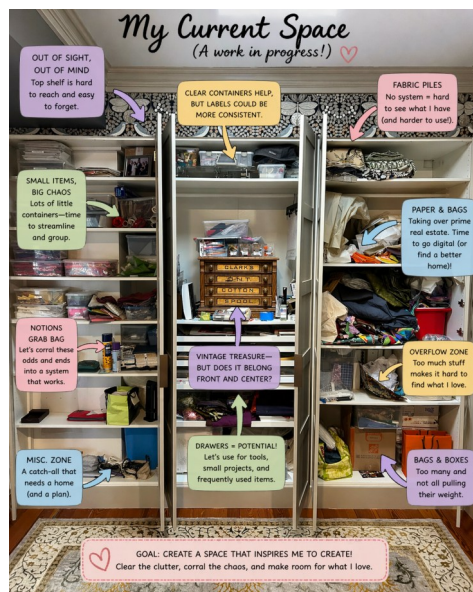 My Current Space
(A work in progress!)
OUT OF SIGHT,
OUT OF MIND
Top shelf is hard
to reach and easy
to forget.
CLEAR CONTAINERS HELP,
BUT LABELS COULD BE
MORE CONSISTENT.
FABRIC PILES
No system = hard
to see what I have
(and harder to use!).
SMALL ITEMS,
BIG CHAOS
Lots of little
containers—time
to streamline
and group.
PAPER & BAGS
Taking over prime
real estate. Time
to go digital (or
find a better
home)!
CLARK'S
O.N.T.
COTTON
SPOOL
NOTIONS
GRAB BAG
Let's corral these
odds and ends
into a system
that works.
VINTAGE TREASURE—
BUT DOES IT BELONG
FRONT AND CENTER?
OVERFLOW ZONE
Too much stuff
makes it hard to
find what I love.
DRAWERS = POTENTIAL!
Let's use for tools,
small projects, and
frequently used items.
MISC. ZONE
A catch-all that
needs a home
(and a plan).
BAGS & BOXES
Too many and
not all pulling
their weight.
GOAL: CREATE A SPACE THAT INSPIRES ME TO CREATE!
Clear the clutter, corral the chaos, and make room for what I love.